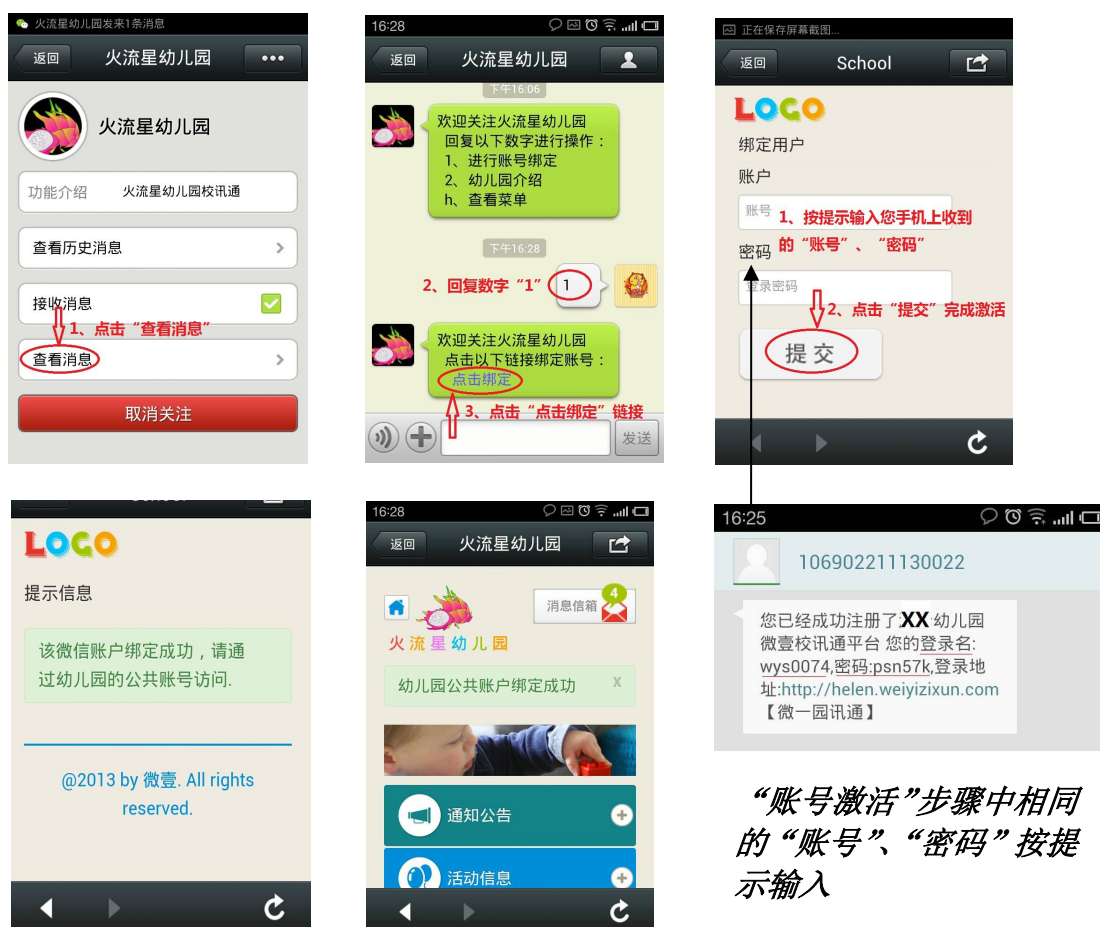 火流星幼儿园发来1条消息
返回
火流星幼儿园
火流星幼儿园
功能介绍 火流星幼儿园校讯通
查看历史消息
接收消息
1、点击“查看消息”
查看消息
取消关注
16:28
返回
火流星幼儿园
下午16:06
欢迎关注火流星幼儿园
回复以下数字进行操作：
1、进行账号绑定
2、幼儿园介绍
h、查看菜单
下午16:28
2、回复数字“1”
1
欢迎关注火流星幼儿园
点击以下链接绑定账号：
点击绑定
3、点击“点击绑定”链接
发送
正在保存屏幕截图...
返回
School
LOGO
绑定用户
账户
账号
1、按提示输入您手机上收到
的“账号”、“密码”
密码
登录密码
2、点击“提交”完成激活
提交
LOGO
提示信息
该微信账户绑定成功，请通
过幼儿园的公共账号访问.
@2013 by 微壹. All rights
reserved.
16:28
返回
火流星幼儿园
消息信箱
4
火流星幼儿园
幼儿园公共账户绑定成功 X
通知公告
活动信息
16:25
106902211130022
您已经成功注册了XX幼儿园
微壹校讯通平台 您的登录名:
wys0074,密码:psn57k,登录地
址:http://helen.weiyizixun.com
【微一园讯通】
“账号激活”步骤中相同
的“账号”、“密码”按提
示输入